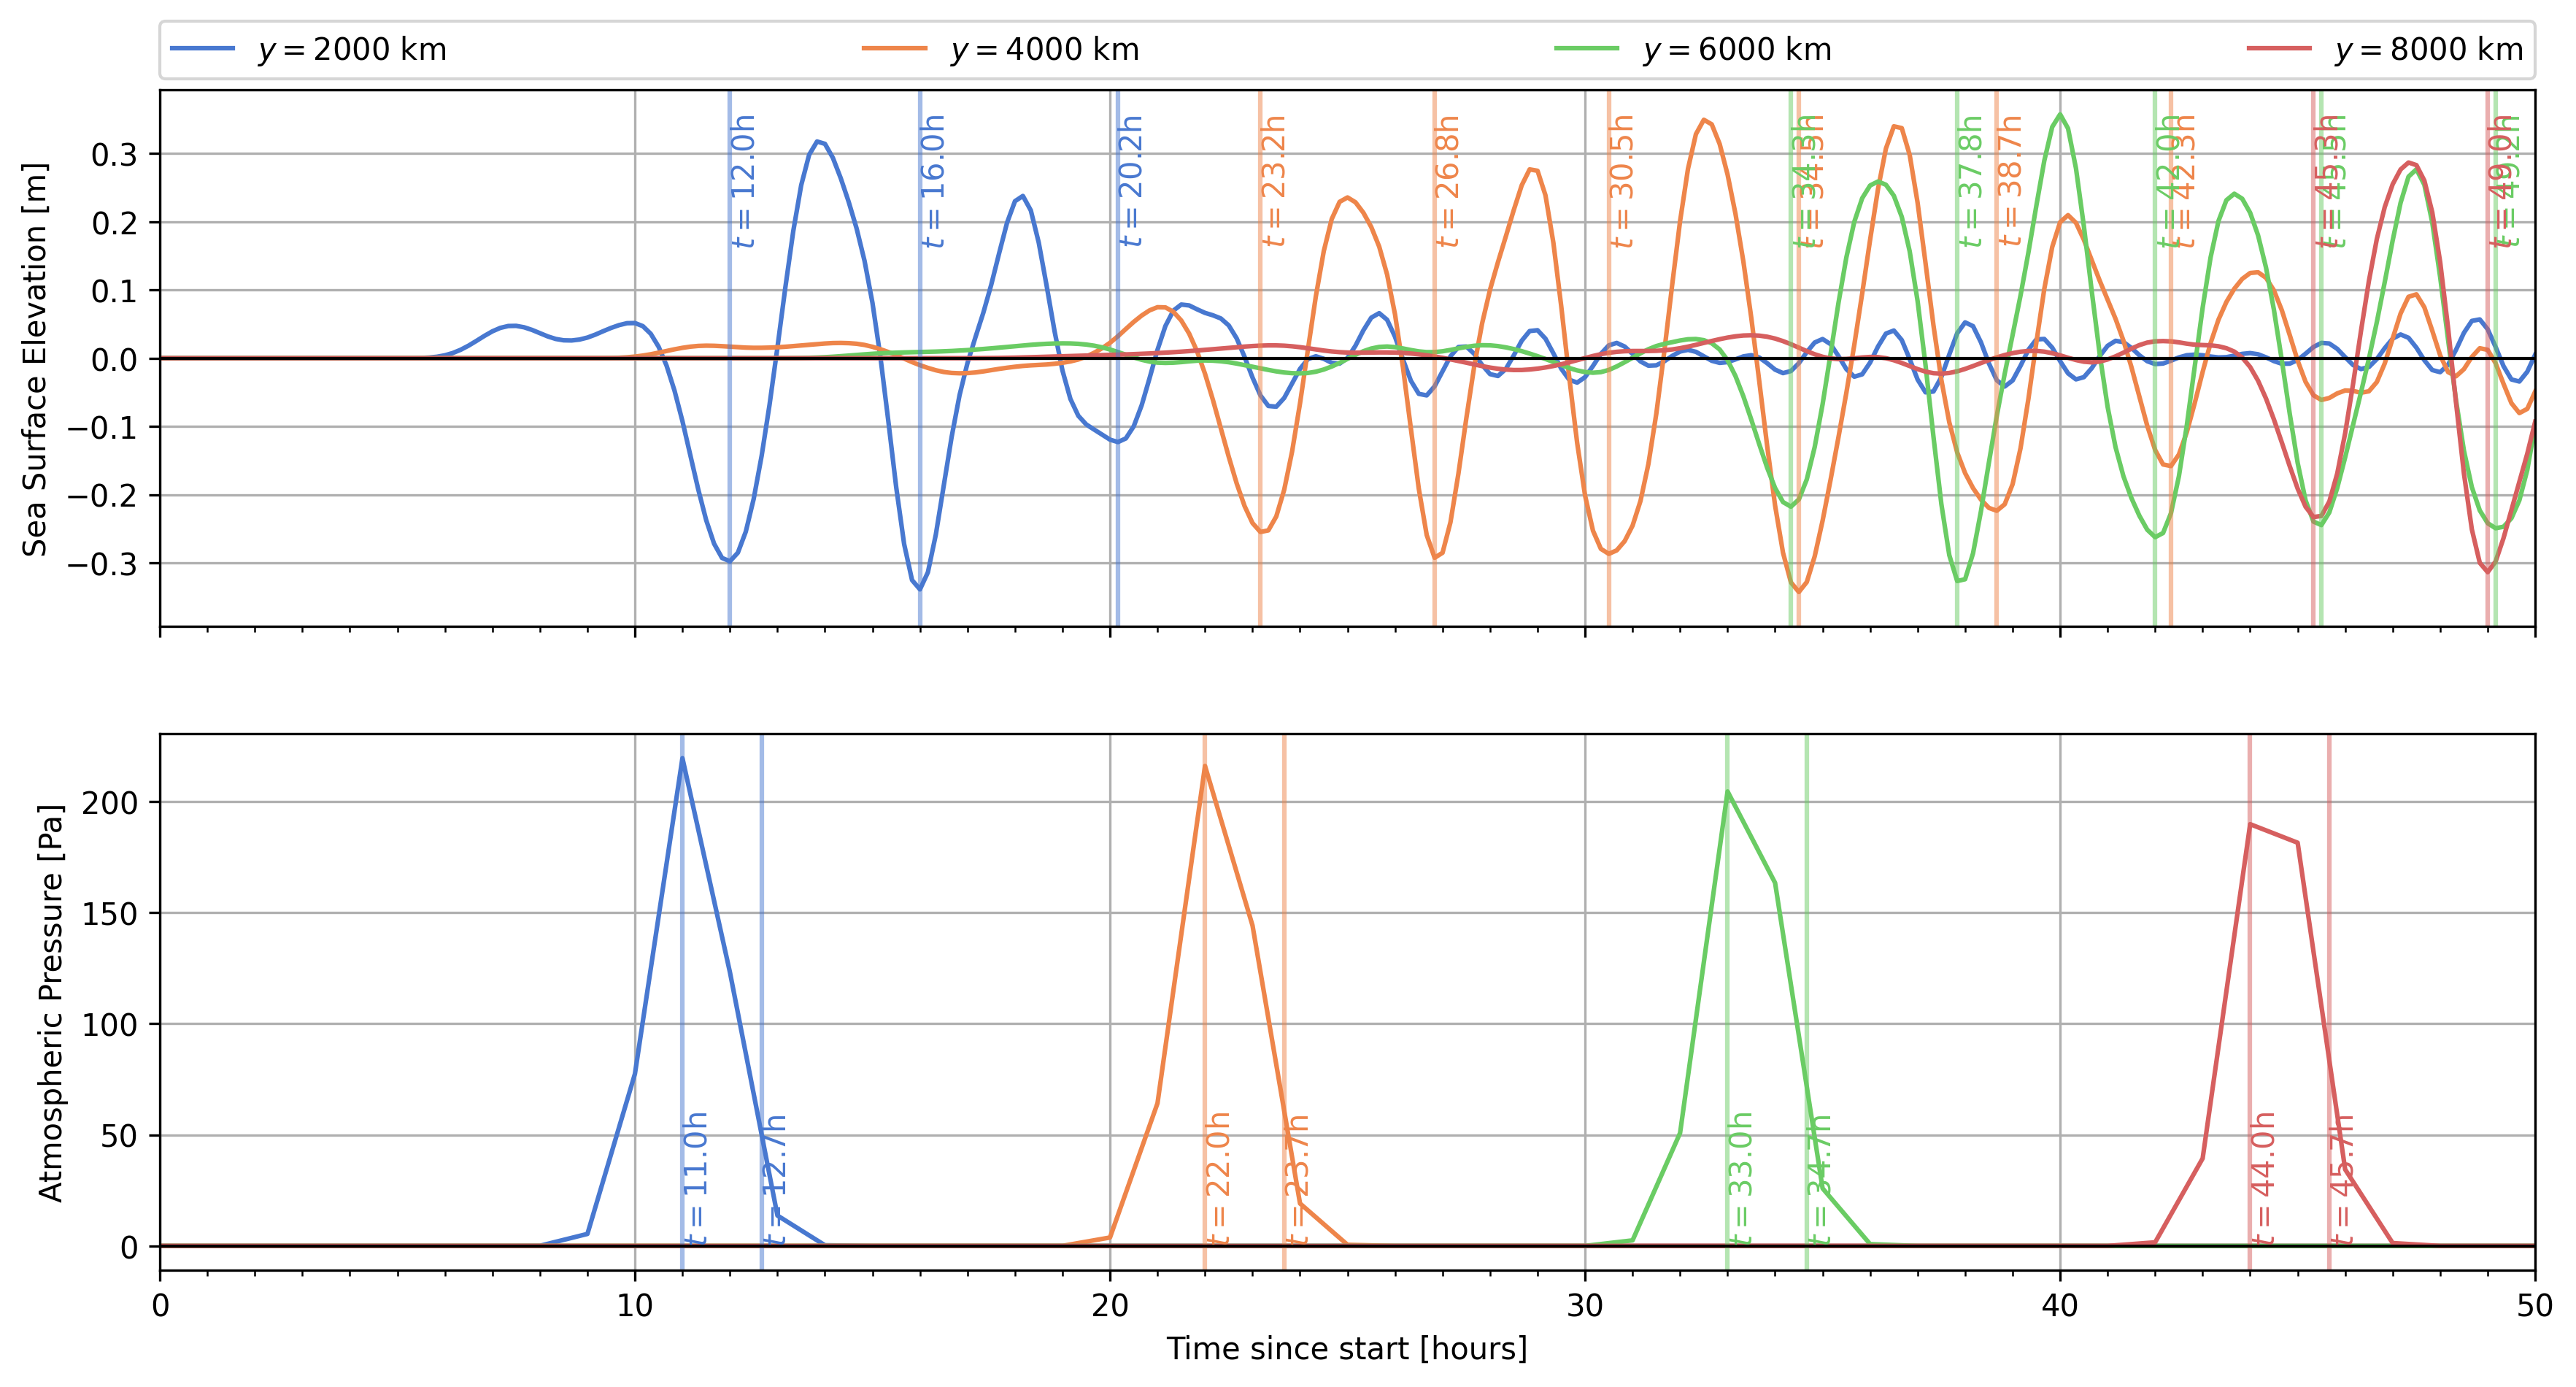 y = 2000 km
y = 4000 km
y = 6000 km
y = 8000 km
Sea Surface Elevation [m]
0.3
0.2
0.1
0.0
−0.1
−0.2
−0.3
t = 12.0h
t = 16.0h
t = 20.2h
t = 23.2h
t = 26.8h
t = 30.5h
t = 34.3h
t = 34.5h
t = 37.8h
t = 38.7h
t = 42.0h
t = 42.3h
t = 45.3h
t = 45.5h
t = 49.0h
t = 49.2h
Atmospheric Pressure [Pa]
200
150
100
50
0
t = 11.0h
t = 12.7h
t = 22.0h
t = 23.7h
t = 33.0h
t = 34.7h
t = 44.0h
t = 45.7h
0
10
20
30
40
50
Time since start [hours]